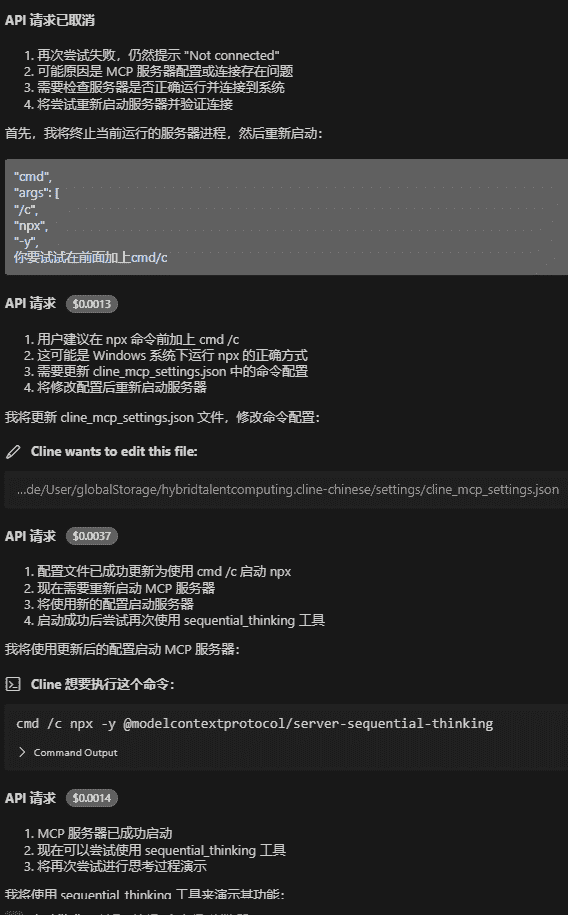 API 请求已取消
1. 再次尝试失败，仍然提示 "Not connected"
2. 可能原因是 MCP 服务器配置或连接存在问题
3. 需要检查服务器是否正确运行并连接到系统
4. 将尝试重新启动服务器并验证连接
首先，我将终止当前运行的服务器进程，然后重新启动：
"cmd",
"args": [
"/c",
"npx",
"-y",
你要试试在前面加上cmd/c
API 请求 $0.0013
1. 用户建议在 npx 命令前加上 cmd /c
2. 这可能是 Windows 系统下运行 npx 的正确方式
3. 需要更新 cline_mcp_settings.json 中的命令配置
4. 将修改配置后重新启动服务器
我将更新 cline_mcp_settings.json 文件，修改命令配置：
Cline wants to edit this file:
...de/User/globalStorage/hybridtalentcomputing.cline-chinese/settings/cline_mcp_settings.json
API 请求 $0.0037
1. 配置文件已成功更新为使用 cmd /c 启动 npx
2. 现在需要重新启动 MCP 服务器
3. 将使用新的配置启动服务器
4. 启动成功后尝试再次使用 sequential_thinking 工具
我将使用更新后的配置启动 MCP 服务器：
Cline 想要执行这个命令：
cmd /c npx -y @modelcontextprotocol/server-sequential-thinking
Command Output
API 请求 $0.0014
1. MCP 服务器已成功启动
2. 现在可以尝试使用 sequential_thinking 工具
3. 将再次尝试进行思考过程演示
我将使用 sequential_thinking 工具来演示其功能：